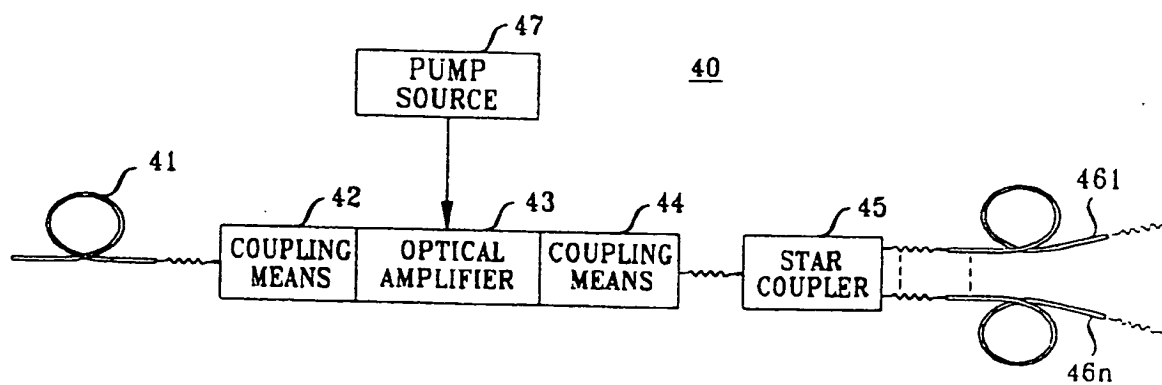 47
PUMP
SOURCE
40
41
42
43
44
45
461
COUPLING
MEANS
OPTICAL
AMPLIFIER
COUPLING
MEANS
STAR
COUPLER
46n